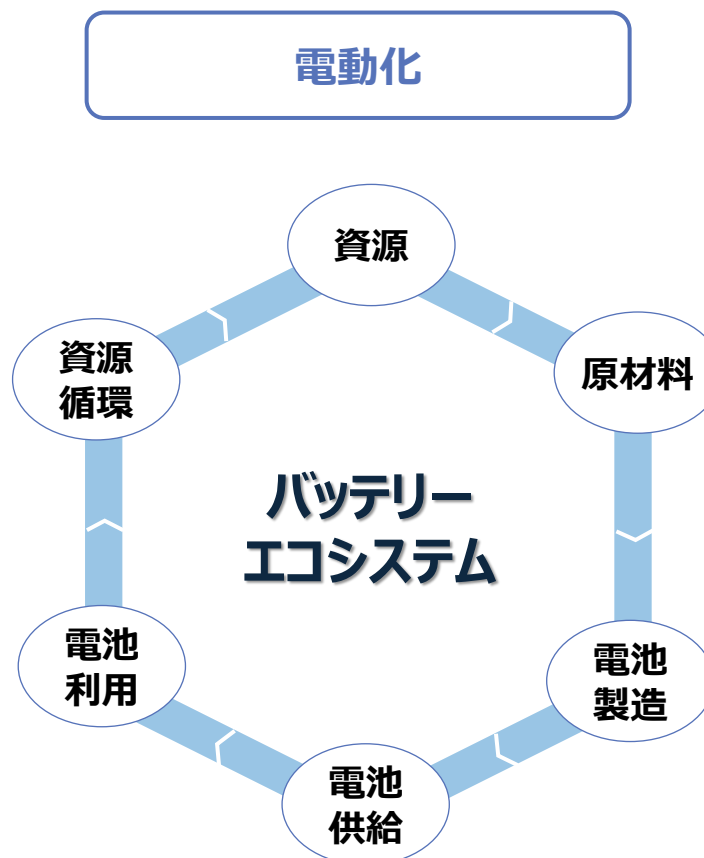 電動化
資源
原材料
電池
製造
電池
供給
電池
利用
資源
循環
バッテリー
エコシステム